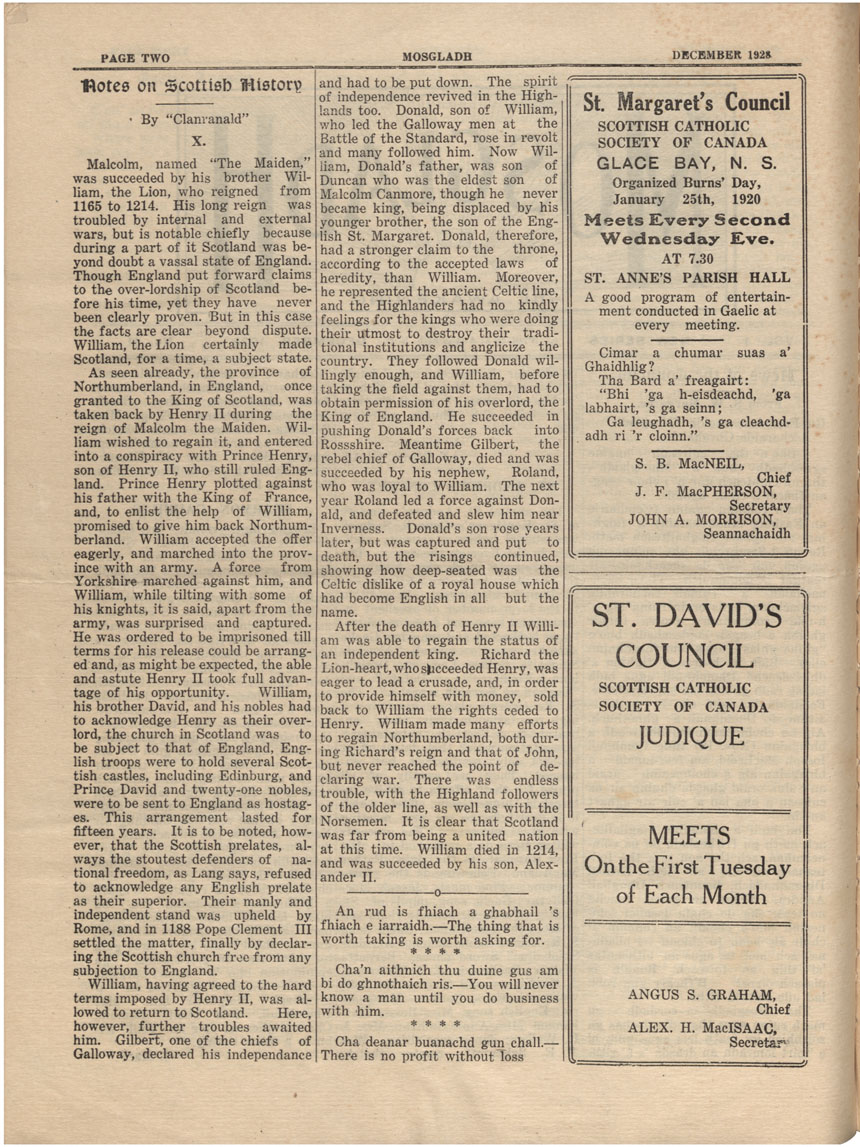 PAGE TWO
MOSGLADH
DECEMBER 1928
Notes on Scottish History
By "Clanranald"
X.
Malcolm, named "The Maiden,"
was succeeded by his brother Wil-
liam, the Lion, who reigned from
1165 to 1214. His long reign was
troubled by internal and external
wars, but is notable chiefly because
during a part of it Scotland was be-
yond doubt a vassal state of England.
Though England put forward claims
to the over-lordship of Scotland be-
fore his time, yet they have never
been clearly proven. But in this case
the facts are clear beyond dispute.
William, the Lion certainly made
Scotland, for a time, a subject state.
As seen already, the province of
Northumberland, in England, once
granted to the King of Scotland, was
taken back by Henry II during the
reign of Malcolm the Maiden. Wil-
liam wished to regain it, and entered
into a conspiracy with Prince Henry,
son of Henry II, who still ruled Eng-
land. Prince Henry plotted against
his father with the King of France,
and, to enlist the help of William,
promised to give him back Northum-
berland. William accepted the offer
eagerly, and marched into the prov-
ince with an army. A force from
Yorkshire marched against him, and
William, while tilting with some of
his knights, it is said, apart from the
army, was surprised and captured.
He was ordered to be imprisoned till
terms for his release could be arrang-
ed and, as might be expected, the able
and astute Henry II took full advan-
tage of his opportunity. William,
his brother David, and his nobles had
to acknowledge Henry as their over-
lord, the church in Scotland was to
be subject to that of England, Eng-
lish troops were to hold several Scot-
tish castles, including Edinburg, and
Prince David and twenty-one nobles,
were to be sent to England as hostag-
es. This arrangement lasted for
fifteen years. It is to be noted, how-
ever, that the Scottish prelates, al-
ways the stoutest defenders of na-
tional freedom, as Lang says, refused
to acknowledge any English prelate
as their superior. Their manly and
independent stand was upheld by
Rome, and in 1188 Pope Clement III
settled the matter, finally by declar-
ing the Scottish church free from any
subjection to England.
William, having agreed to the hard
terms imposed by Henry II, was al-
lowed to return to Scotland. Here,
however, further troubles awaited
him. Gilbert, one of the chiefs of
Galloway, declared his independance
and had to be put down. The spirit
of independence revived in the High-
lands too. Donald, son of William,
who led the Galloway men at the
Battle of the Standard, rose in revolt
and many followed him. Now Wil-
liam, Donald's father, was son of
Duncan who was the eldest son of
Malcolm Canmore, though he never
became king, being displaced by his
younger brother, the son of the Eng-
lish St. Margaret. Donald, therefore,
had a stronger claim to the throne,
according to the accepted laws of
heredity, than William. Moreover,
he represented the ancient Celtic line,
and the Highlanders had no kindly
feelings for the kings who were doing
their utmost to destroy their tradi-
tional institutions and anglicize the
country. They followed Donald wil-
lingly enough, and William, before
taking the field against them, had to
obtain permission of his overlord, the
King of England. He succeeded in
pushing Donald's forces back into
Rossshire. Meantime Gilbert, the
rebel chief of Galloway, died and was
succeeded by his nephew, Roland,
who was loyal to William. The next
year Roland led a force against Don-
ald, and defeated and slew him near
Inverness. Donald's son rose years
later, but was captured and put to
death, but the risings continued,
showing how deep-seated was the
Celtic dislike of a royal house which
had become English in all but the
name.
After the death of Henry II Willi-
am was able to regain the status of
an independent king. Richard the
Lion-heart, who succeeded Henry, was
eager to lead a crusade, and, in order
to provide himself with money, sold
back to William the rights ceded to
Henry. William made many efforts
to regain Northumberland, both dur-
ing Richard's reign and that of John,
but never reached the point of de-
claring war. There was endless
trouble, with the Highland followers
of the older line, as well as with the
Norsemen. It is clear that Scotland
was far from being a united nation
at this time. William died in 1214,
and was succeeded by his son, Alex-
ander II.
o
An rud is fhiach a ghabhail 's
fhiach e iarraidh.—The thing that is
worth taking is worth asking for.
* * * *
Cha'n aithnich thu duine gus am
bi do ghnothaich ris.—You will never
know a man until you do business
with him.
* * * *
Cha deanar buanachd gun chall.—
There is no profit without loss
St. Margaret's Council
SCOTTISH CATHOLIC
SOCIETY OF CANADA
GLACE BAY, N. S.
Organized Burns' Day,
January 25th, 1920
Meets Every Second
Wednesday Eve.
AT 7.30
ST. ANNE'S PARISH HALL
A good program of entertain-
ment conducted in Gaelic at
every meeting.
Cimar a chumar suas a'
Ghaidhlig?
Tha Bard a' freagairt:
"Bhi 'ga h-eisdeachd, 'ga
labhairt, 's ga seinn;
Ga leughadh, 's ga cleachd-
adh ri 'r cloinn."
S. B. MacNEIL,
Chief
J. F. MacPHERSON,
Secretary
JOHN A. MORRISON,
Seannachaidh
ST. DAVID'S
COUNCIL
SCOTTISH CATHOLIC
SOCIETY OF CANADA
JUDIQUE
MEETS
On the First Tuesday
of Each Month
ANGUS S. GRAHAM,
Chief
ALEX. H. MacISAAC,
Secretary